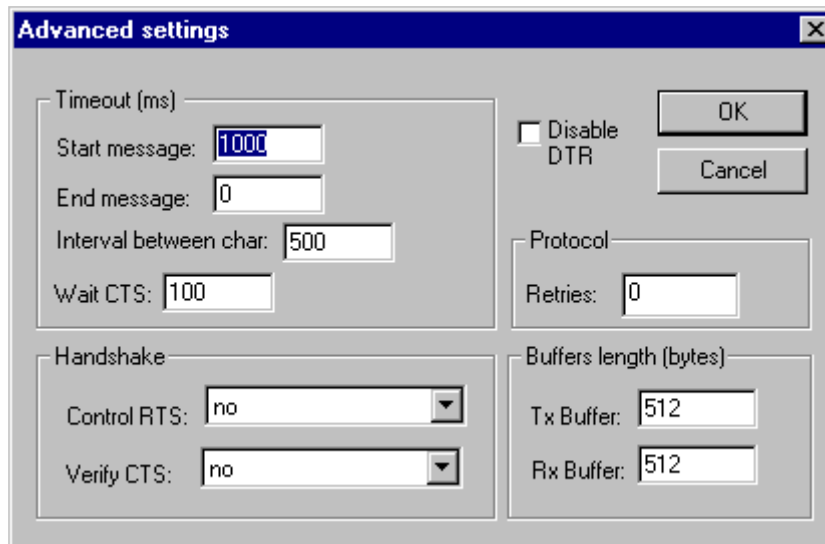 Advanced settings
Timeout (ms)
Start message: 1000
End message: 0
Interval between char: 500
Wait CTS: 100
Disable
DTR
OK
Cancel
Protocol
Retries: 0
Handshake
Control RTS: no
Verify CTS: no
Buffers length (bytes)
Tx Buffer: 512
Rx Buffer: 512